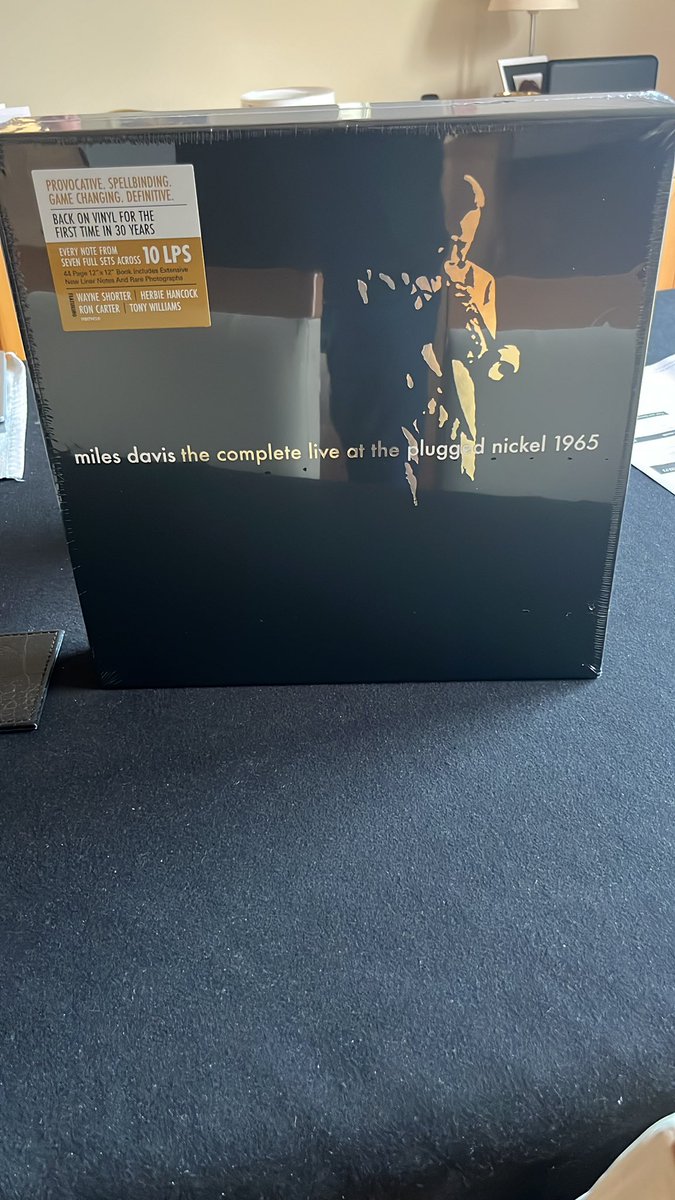 PROVOCATIVE. SPELLBINDING.
GAME CHANGING. DEFINITIVE.
BACK ON VINYL FOR THE
FIRST TIME IN 30 YEARS
EVERY NOTE FROM
SEVEN FULL SETS ACROSS 10 LPS
44 Page 12"x 12" Book Includes Extensive
New Liner Notes And Rare Photographs
WAYNE SHORTER | HERBIE HANCOCK
RON CARTER | TONY WILLIAMS
miles davis the complete live at the plugged nickel 1965